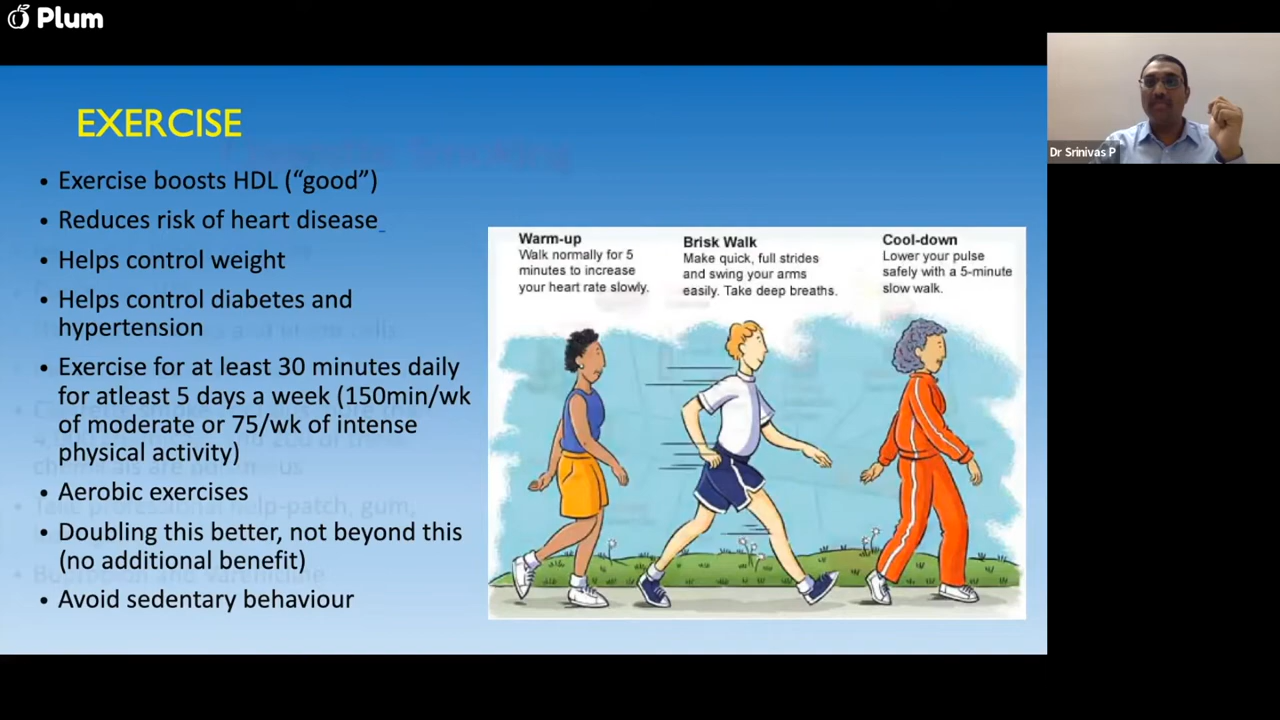 Plum
EXERCISE
• Exercise boosts HDL (“good”)
• Reduces risk of heart disease
• Helps control weight
• Helps control diabetes and
hypertension
• Exercise for at least 30 minutes daily
for atleast 5 days a week (150min/wk
of moderate or 75/wk of intense
physical activity)
• Aerobic exercises
• Doubling this better, not beyond this
(no additional benefit)
• Avoid sedentary behaviour
Warm-up
Walk normally for 5
minutes to increase
your heart rate slowly.
Brisk Walk
Make quick, full strides
and swing your arms
easily. Take deep breaths.
Cool-down
Lower your pulse
safely with a 5-minute
slow walk.
Dr Srinivas P